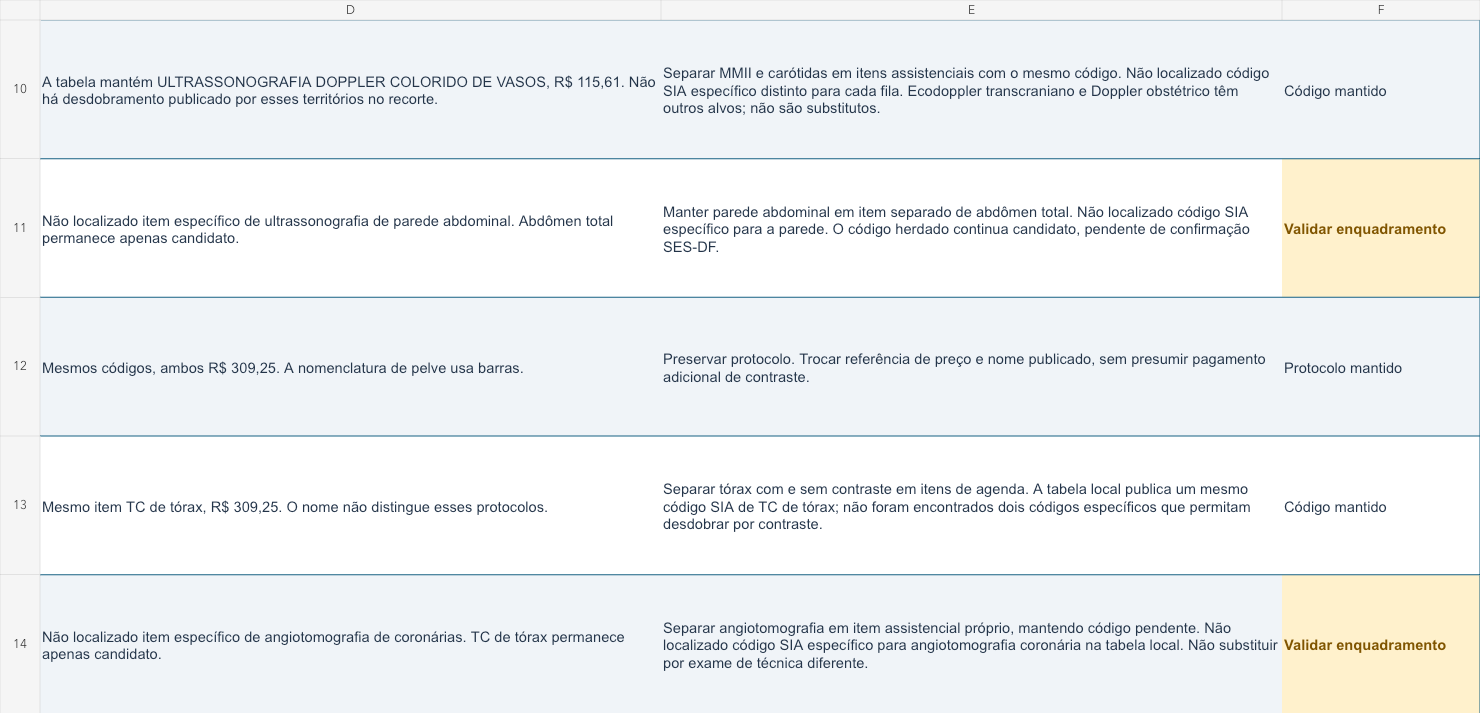 D E F
10
A tabela mantém ULTRASSONOGRAFIA DOPPLER COLORIDO DE VASOS, R$ 115,61. Não
há desdobramento publicado por esses territórios no recorte.
Separar MMII e carótidas em itens assistenciais com o mesmo código. Não localizado código
SIA específico distinto para cada fila. Ecodoppler transcraniano e Doppler obstétrico têm
outros alvos; não são substitutos.
Código mantido
11
Não localizado item específico de ultrassonografia de parede abdominal. Abdômen total
permanece apenas candidato.
Manter parede abdominal em item separado de abdômen total. Não localizado código SIA
específico para a parede. O código herdado continua candidato, pendente de confirmação
SES-DF.
Validar enquadramento
12
Mesmos códigos, ambos R$ 309,25. A nomenclatura de pelve usa barras.
Preservar protocolo. Trocar referência de preço e nome publicado, sem presumir pagamento
adicional de contraste.
Protocolo mantido
13
Mesmo item TC de tórax, R$ 309,25. O nome não distingue esses protocolos.
Separar tórax com e sem contraste em itens de agenda. A tabela local publica um mesmo
código SIA de TC de tórax; não foram encontrados dois códigos específicos que permitam
desdobrar por contraste.
Código mantido
14
Não localizado item específico de angiotomografia de coronárias. TC de tórax permanece
apenas candidato.
Separar angiotomografia em item assistencial próprio, mantendo código pendente. Não
localizado código SIA específico para angiotomografia coronária na tabela local. Não substituir
por exame de técnica diferente.
Validar enquadramento